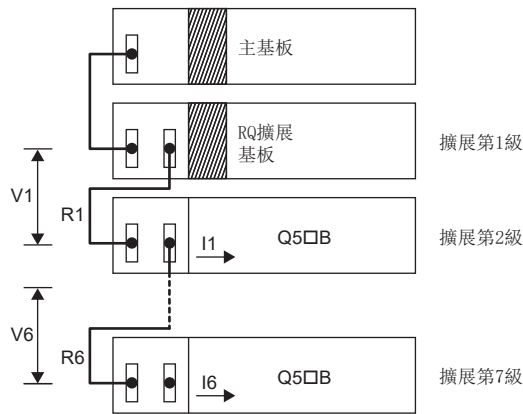 主基板
RQ擴展
基板
擴展第1級
V1
R1
I1
Q5□B
擴展第2級
V6
R6
I6
Q5□B
擴展第7級